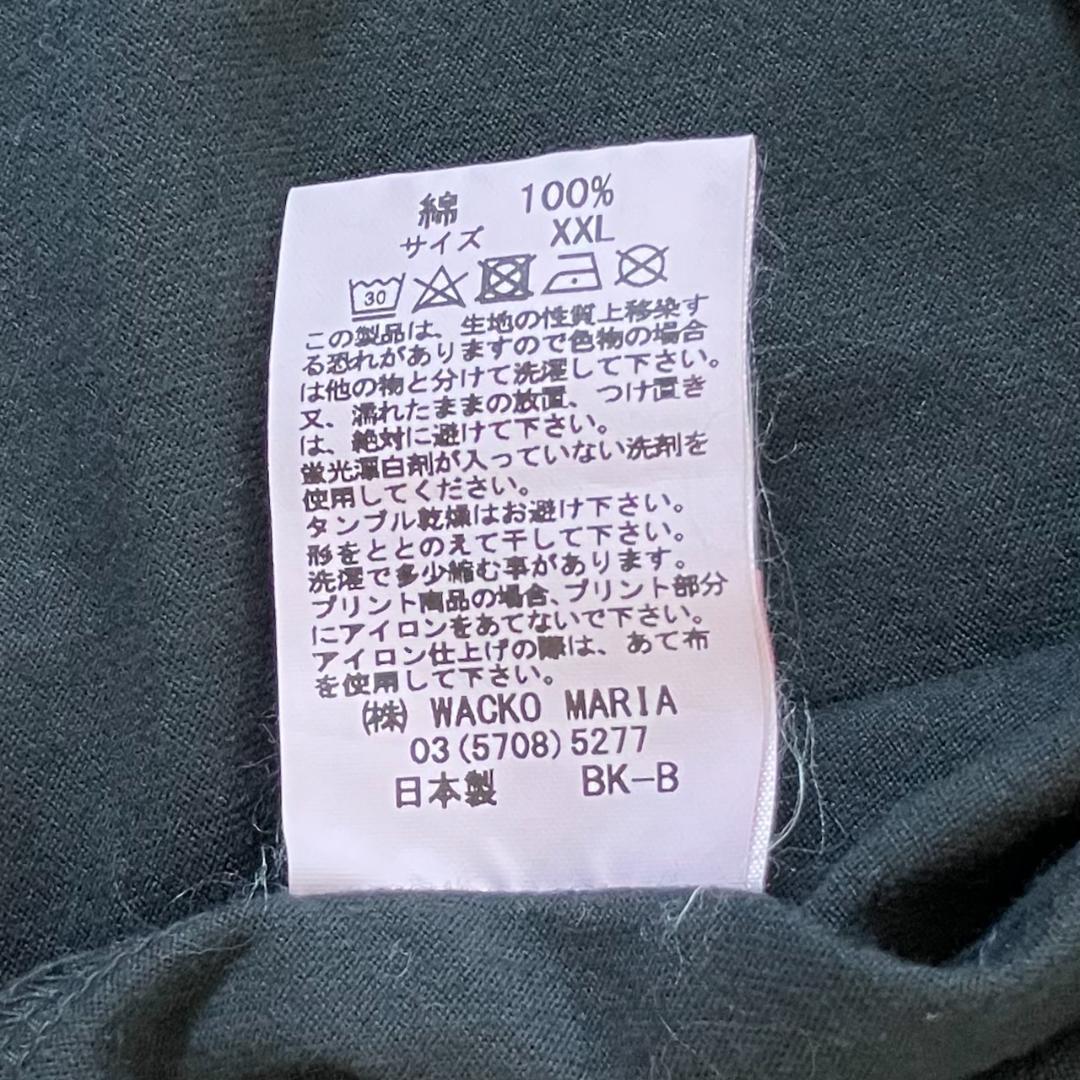 綿 100%
サイズ XXL
30
この製品は、生地の性質上移染す
る恐れがありますので色物の場合
は他の物と分けて洗濯して下さい。
又、濡れたままの放置、つけ置き
は、絶対に避けて下さい。
蛍光漂白剤が入っていない洗剤を
使用してください。
タンブル乾燥はお避け下さい。
形をととのえて干して下さい。
洗濯で多少縮む事があります。
プリント商品の場合、プリント部分
にアイロンをあてないで下さい。
アイロン仕上げの際は、あて布
を使用して下さい。
㈱ WACKO MARIA
03(5708)5277
日本製 BK-B